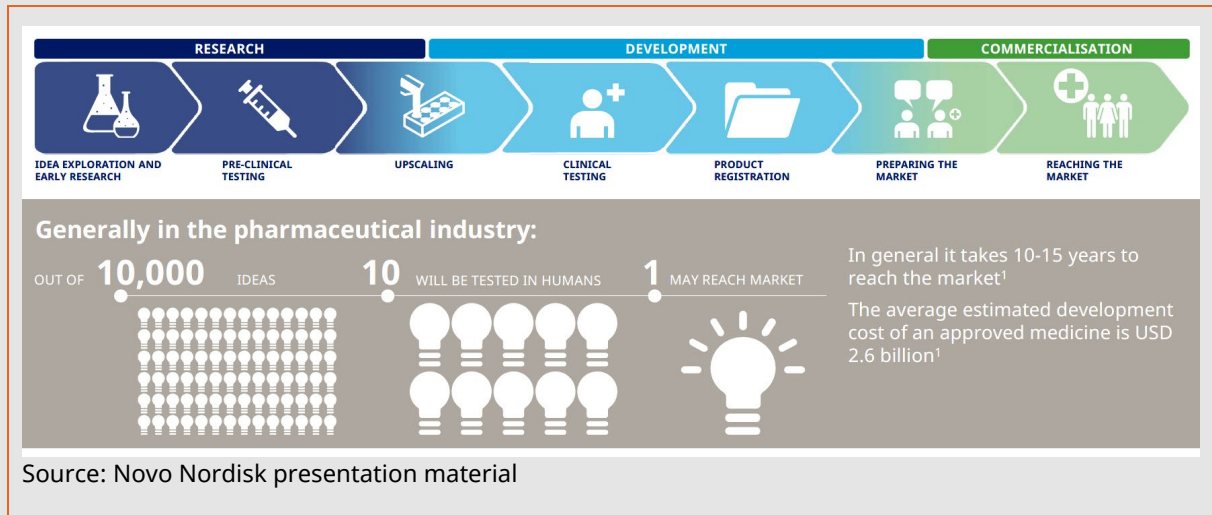 RESEARCH
DEVELOPMENT
COMMERCIALISATION
IDEA EXPLORATION AND
EARLY RESEARCH
PRE-CLINICAL
TESTING
UPSCALING
CLINICAL
TESTING
PRODUCT
REGISTRATION
PREPARING THE
MARKET
REACHING THE
MARKET
Generally in the pharmaceutical industry:
OUT OF 10,000 IDEAS
10 WILL BE TESTED IN HUMANS
1 MAY REACH MARKET
In general it takes 10-15 years to
reach the market¹
The average estimated development
cost of an approved medicine is USD
2.6 billion¹
Source: Novo Nordisk presentation material